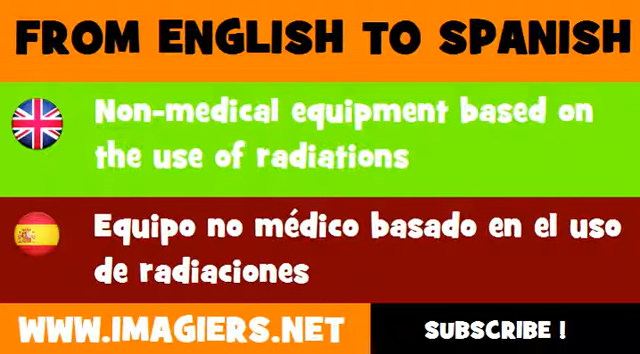 FROM ENGLISH TO SPANISH
Non-medical equipment based on
the use of radiations
Equipo no médico basado en el uso
de radiaciones
WWW.IMAGIERS.NET
SUBSCRIBE !